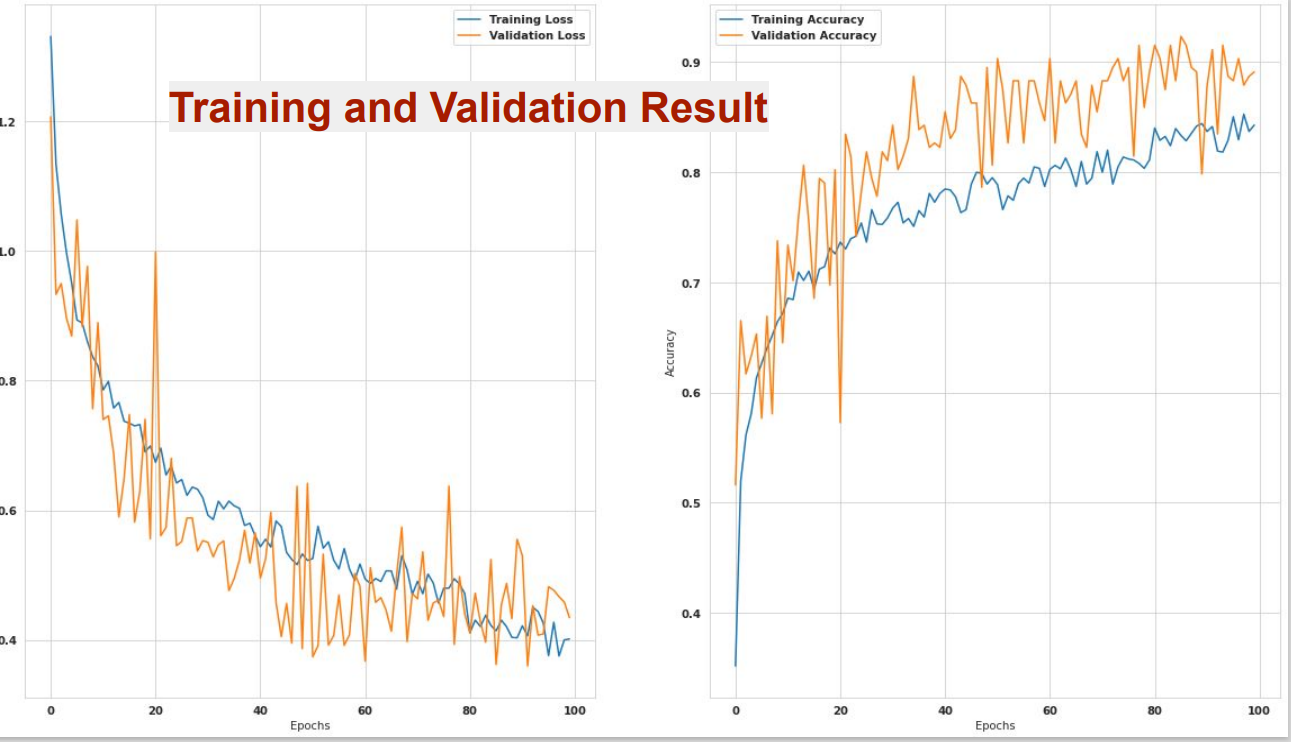 Training Loss
Validation Loss
Training Accuracy
Validation Accuracy
Training and Validation Result
1.2
1.0
0.8
0.6
0.4
0 20 40 60 80 100
Epochs
0.9
0.8
0.7
0.6
0.5
0.4
Accuracy
0 20 40 60 80 100
Epochs